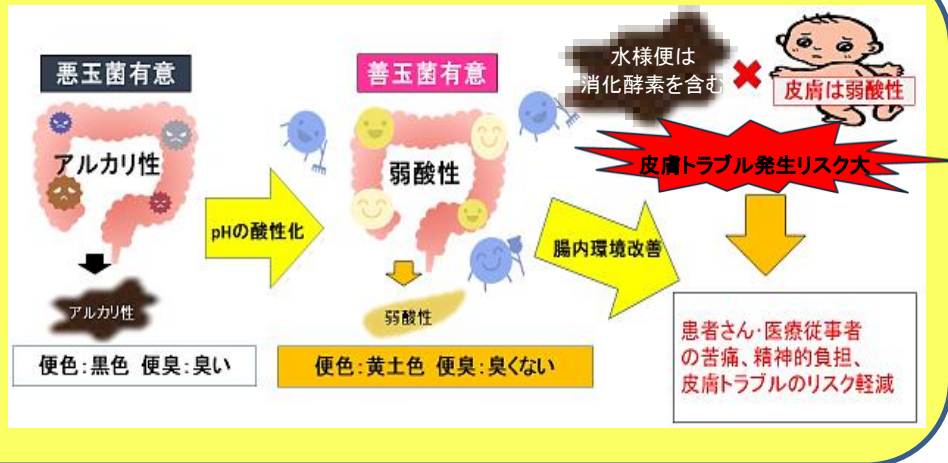 悪玉菌有意
アルカリ性
アルカリ性
便色：黒色 便臭：臭い
pHの酸性化
善玉菌有意
弱酸性
弱酸性
便色：黄土色 便臭：臭くない
腸内環境改善
水様便は
消化酵素を含む
皮膚は弱酸性
皮膚トラブル発生リスク大
患者さん・医療従事者
の苦痛、精神的負担、
皮膚トラブルのリスク軽減